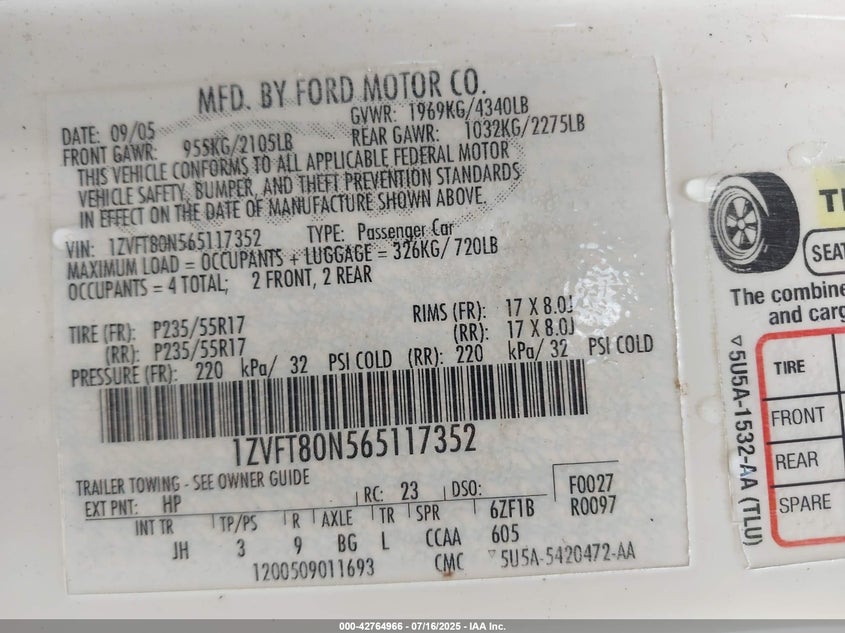 MFD. BY FORD MOTOR CO.
DATE: 09/05 GVWR: 1969KG/4340LB
FRONT GAWR: 955KG/2105LB REAR GAWR: 1032KG/2275LB
THIS VEHICLE CONFORMS TO ALL APPLICABLE FEDERAL MOTOR
VEHICLE SAFETY, BUMPER, AND THEFT PREVENTION STANDARDS
IN EFFECT ON THE DATE OF MANUFACTURE SHOWN ABOVE.
VIN: 1ZVFT80N565117352 TYPE: Passenger Car
MAXIMUM LOAD = OCCUPANTS + LUGGAGE = 326KG/720LB
OCCUPANTS = 4 TOTAL; 2 FRONT, 2 REAR
TIRE (FR): P235/55R17 RIMS (FR): 17 X 8.0J
(RR): P235/55R17 (RR): 17 X 8.0J
PRESSURE (FR): 220 kPa/ 32 PSI COLD (RR): 220 kPa/ 32 PSI COLD
1ZVFT80N565117352
TRAILER TOWING - SEE OWNER GUIDE
EXT PNT: HP RC: 23 DSO: F0027
6ZF1B R0097
INT TR TP/PS R AXLE TR SPR
JH 3 9 BG L CCAA 605
1200509011693 CMC ▽5U5A-5420472-AA
SEAT
The combine
and carg
TIRE
FRONT
REAR
SPARE
▽5U5A-1532-AA (TLU)
000-42764966 - 07/16/2025 - IAA Inc.